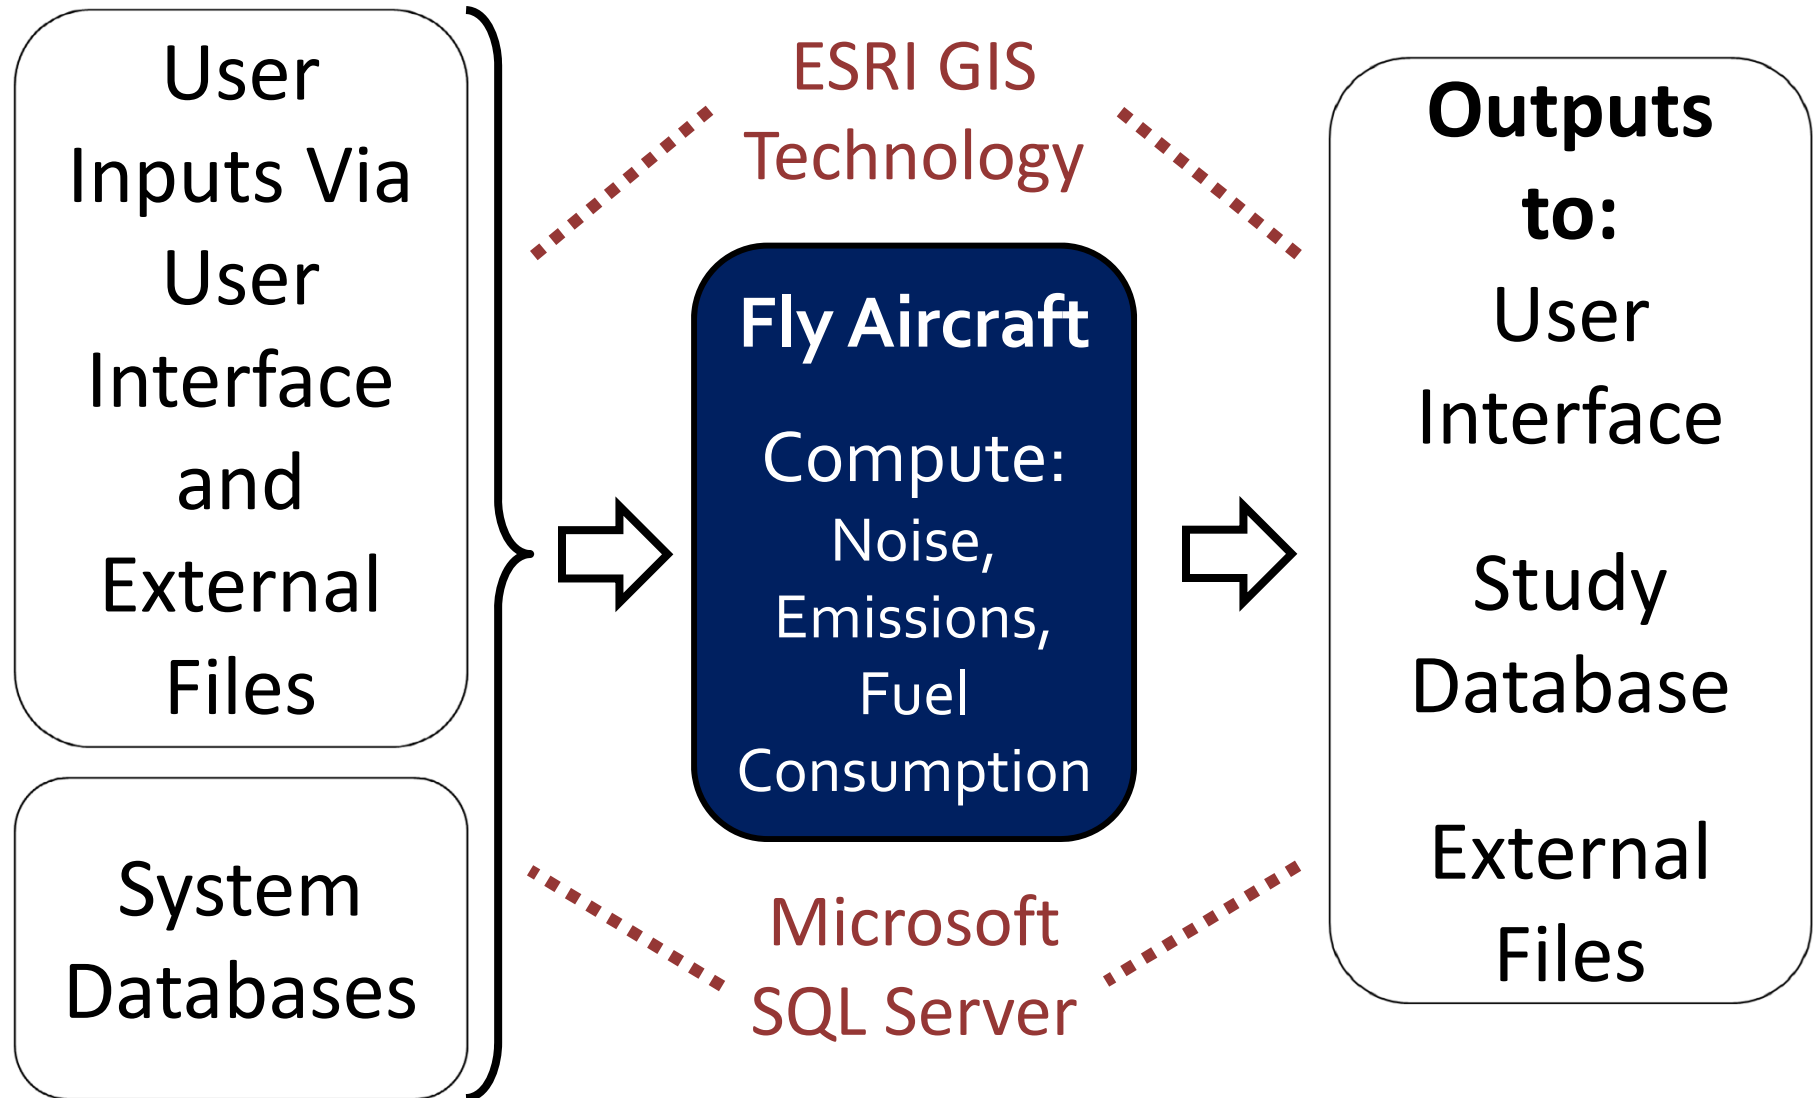 User
Inputs Via
User
Interface
and
External
Files
System
Databases
ESRI GIS
Technology
Fly Aircraft
Compute:
Noise,
Emissions,
Fuel
Consumption
Microsoft
SQL Server
Outputs
to:
User
Interface
Study
Database
External
Files